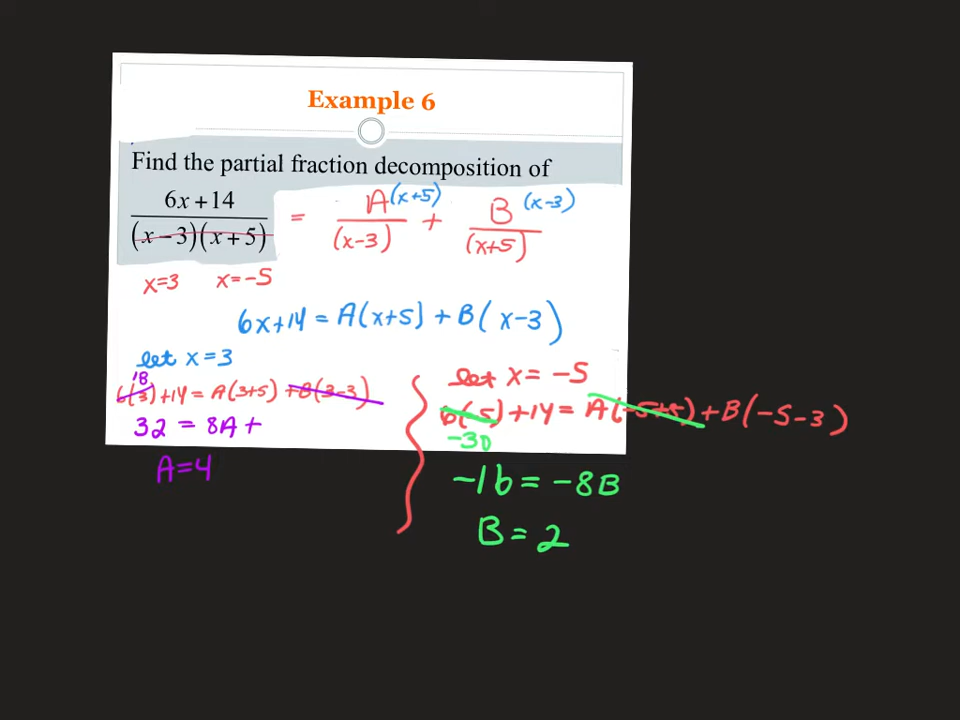 Example 6
Find the partial fraction decomposition of
6x + 14 / (x − 3)(x + 5) = A (x+5) / (x-3) + B (x-3) / (x+5)
x=3 x=-5
6x+14 = A(x+5) + B(x-3)
let x=3
18
6(3) +14 = A(3+5) +B(3-3)
32 = 8A +
A=4
let x = -5
6(-5) +14 = A(-5+5) +B(-5-3)
-30
-16 = -8B
B = 2